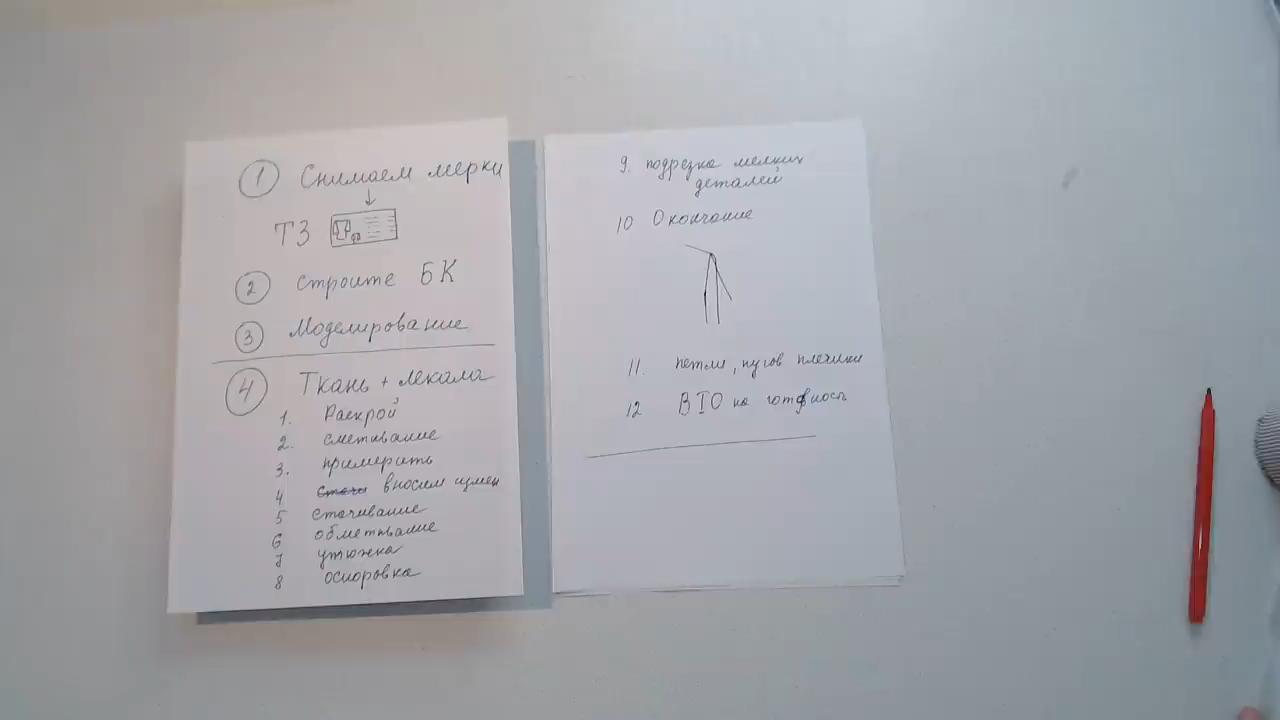 1 Снимаем мерки
ТЗ
2 строите БК
3 Моделирование
4 Ткань + лекала
1. Раскрой
2. сметывание
3. примерить
4 вносим измен
5 стачивание
6 обметывание
7 утюжка
8 осноровка
9. подрезка мелких
деталей
10 Окончание
11. петли, пугов плечики
12 ВТО на готовность